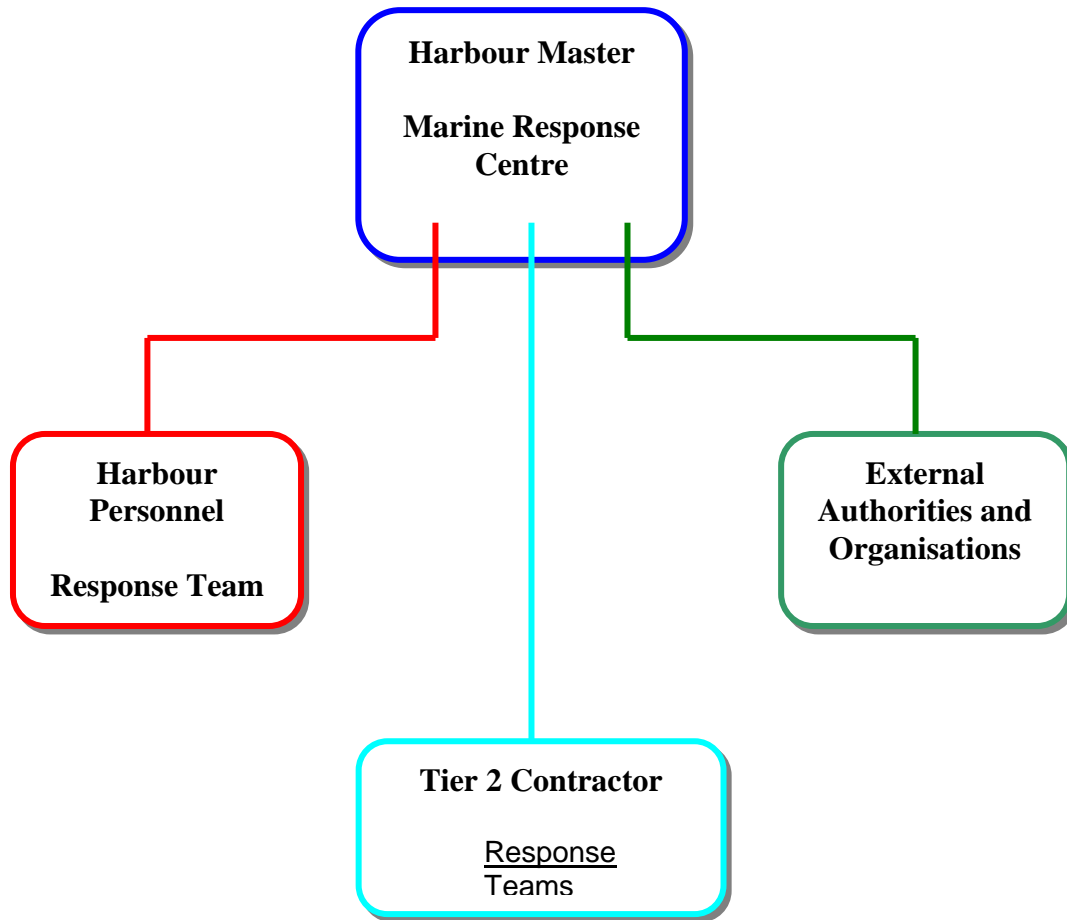 Harbour Master
Marine Response
Centre
Harbour
Personnel
Response Team
External
Authorities and
Organisations
Tier 2 Contractor
Response
Teams